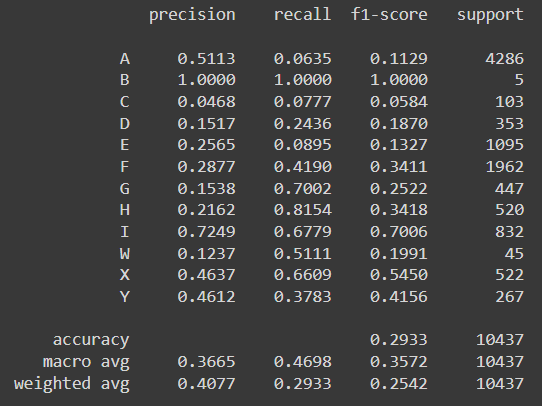 precision recall f1-score support
A 0.5113 0.0635 0.1129 4286
B 1.0000 1.0000 1.0000 5
C 0.0468 0.0777 0.0584 103
D 0.1517 0.2436 0.1870 353
E 0.2565 0.0895 0.1327 1095
F 0.2877 0.4190 0.3411 1962
G 0.1538 0.7002 0.2522 447
H 0.2162 0.8154 0.3418 520
I 0.7249 0.6779 0.7006 832
W 0.1237 0.5111 0.1991 45
X 0.4637 0.6609 0.5450 522
Y 0.4612 0.3783 0.4156 267
accuracy 0.2933 10437
macro avg 0.3665 0.4698 0.3572 10437
weighted avg 0.4077 0.2933 0.2542 10437